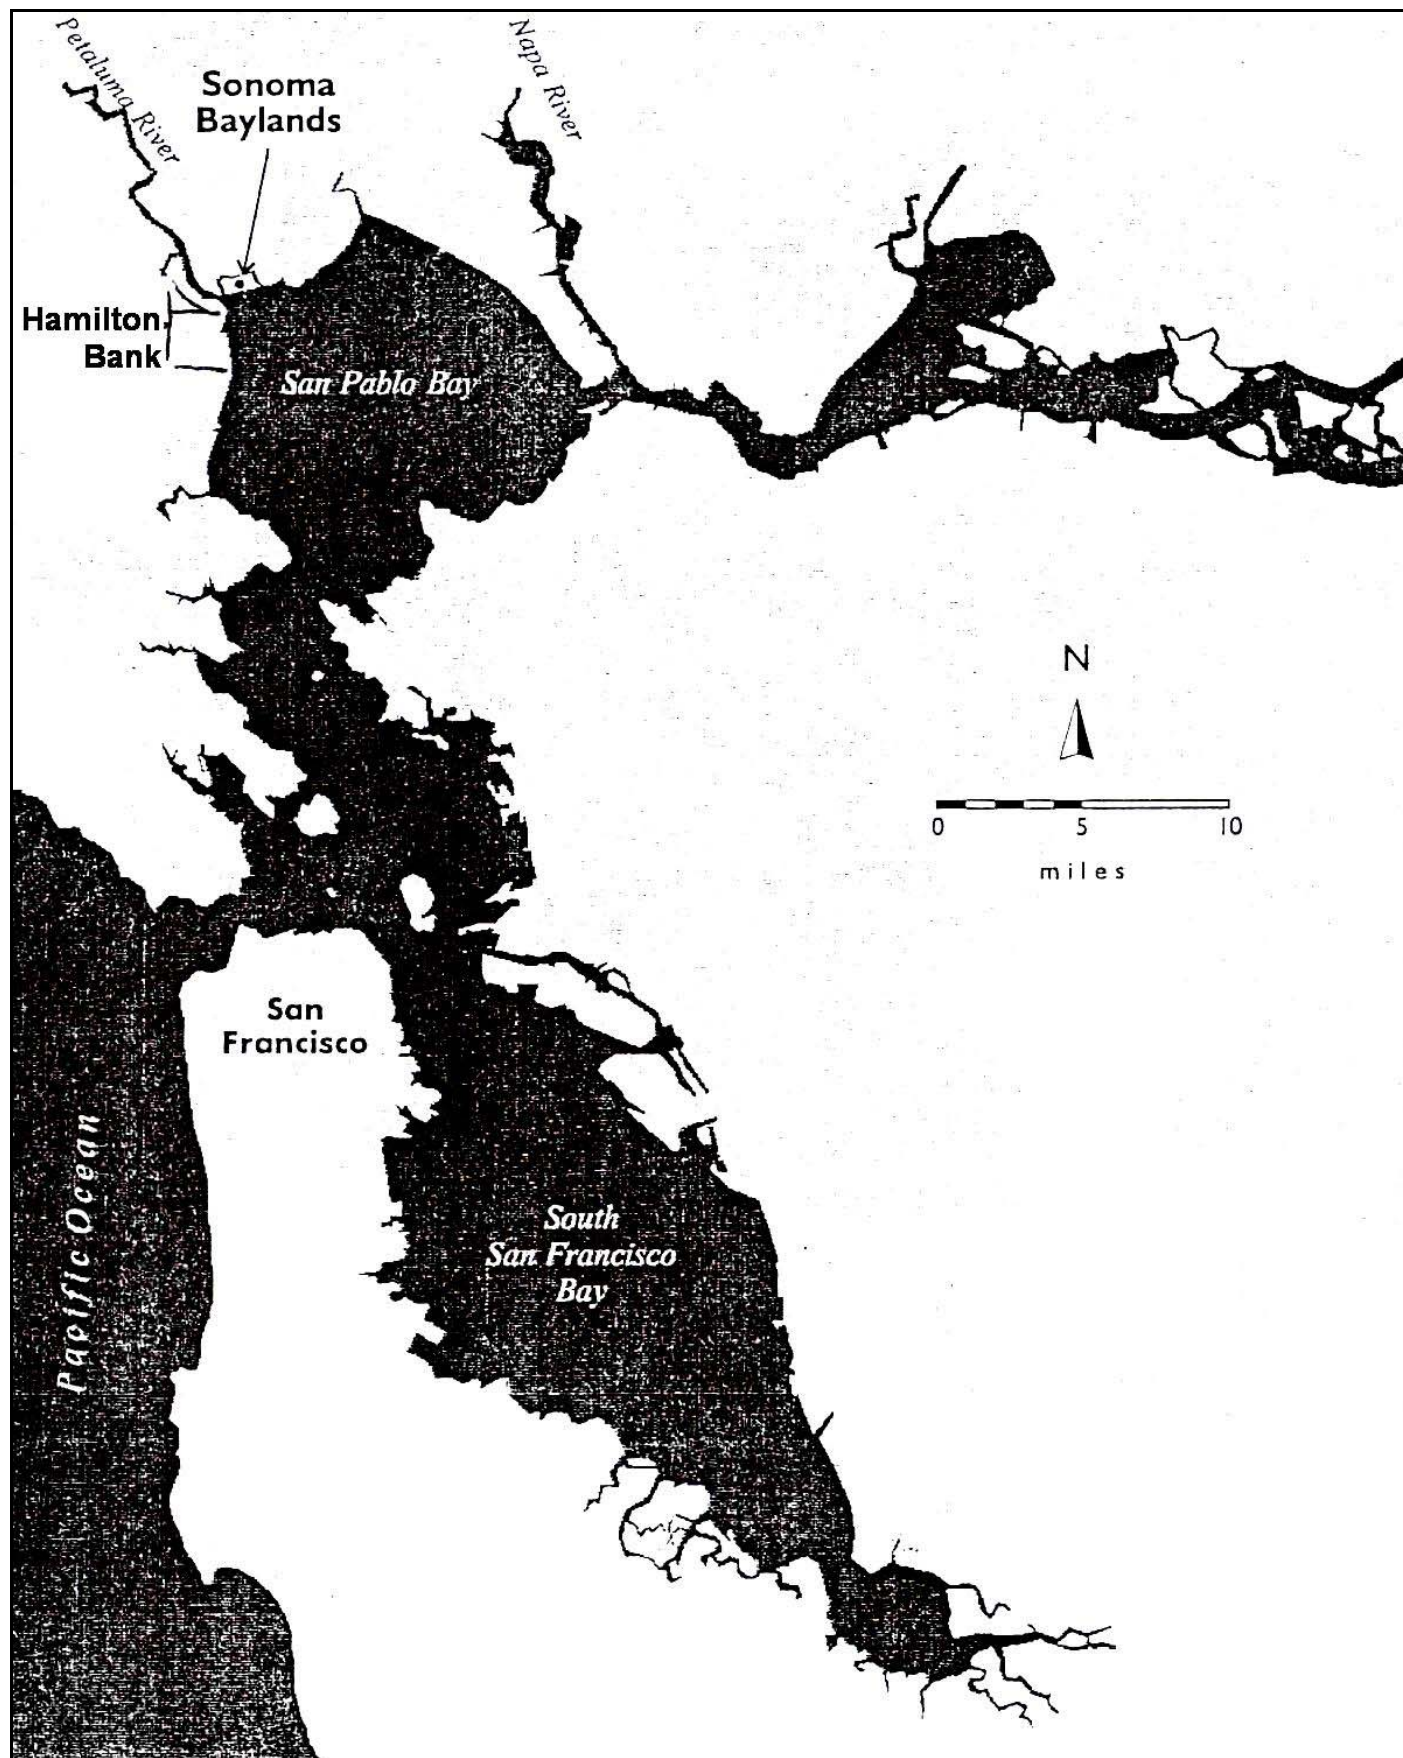 Petaluma River
Napa River
Sonoma
Baylands
Hamilton
Bank
San Pablo Bay
N
0 5 10
miles
San
Francisco
Pacific Ocean
South
San Francisco
Bay